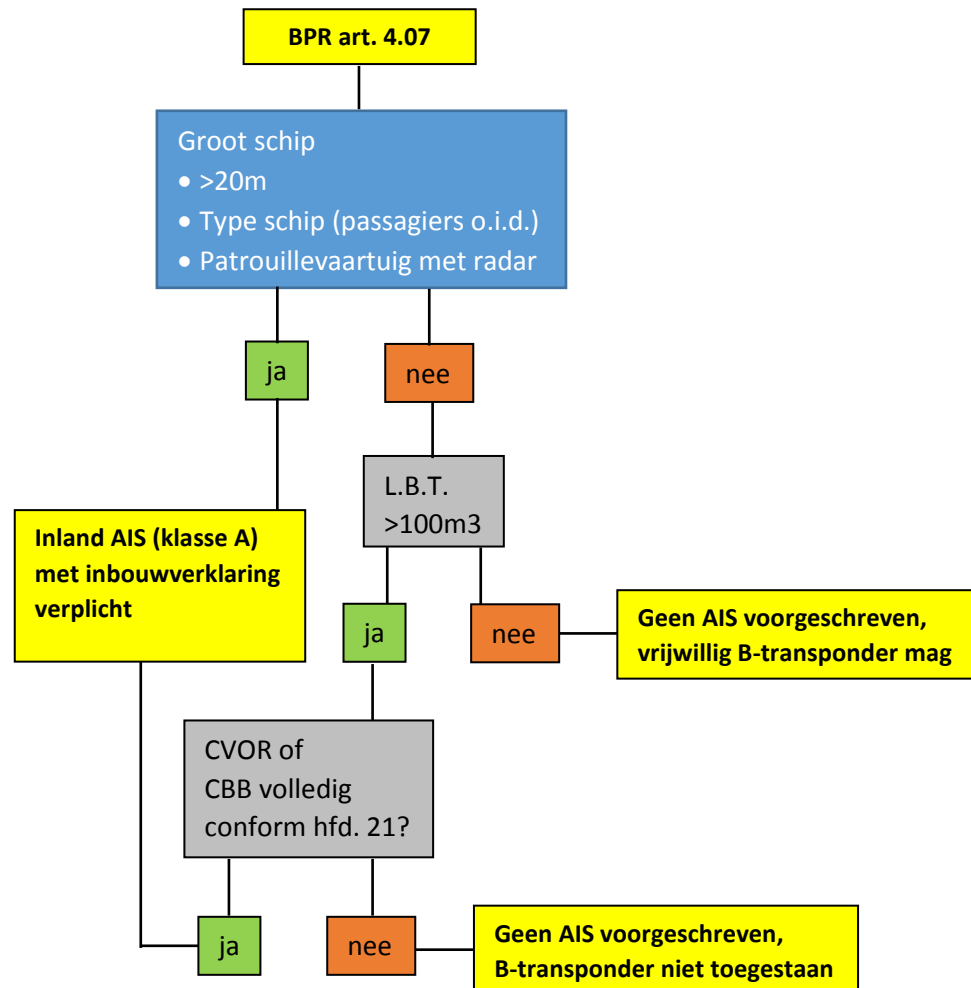 BPR art. 4.07
Groot schip
• >20m
• Type schip (passagiers o.i.d.)
• Patrouillevaartuig met radar
ja
nee
L.B.T.
>100m3
Inland AIS (klasse A)
met inbouwverklaring
verplicht
ja
nee
Geen AIS voorgeschreven,
vrijwillig B-transponder mag
CVOR of
CBB volledig
conform hfd. 21?
ja
nee
Geen AIS voorgeschreven,
B-transponder niet toegestaan